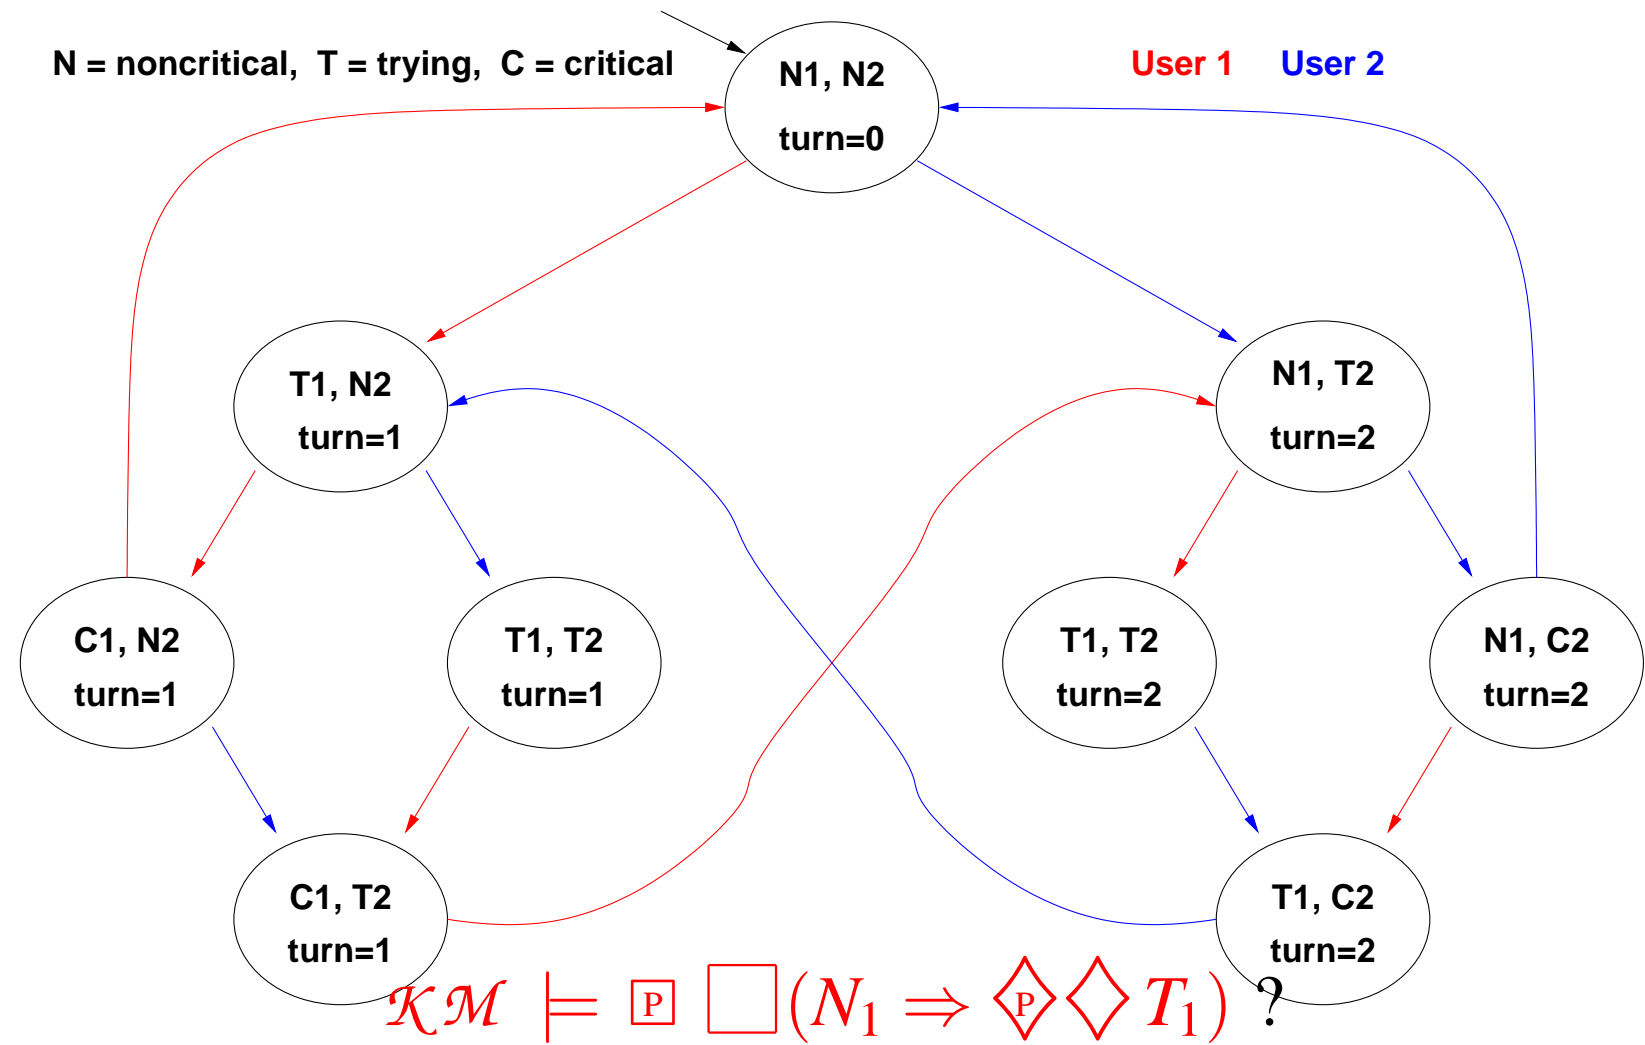 N = noncritical, T = trying, C = critical
User 1 User 2
N1, N2
turn=0
T1, N2
turn=1
N1, T2
turn=2
C1, N2
turn=1
T1, T2
turn=1
T1, T2
turn=2
N1, C2
turn=2
C1, T2
turn=1
T1, C2
turn=2
𝒦ℳ ⊨ 🄿 □(N₁ ⇒ ◇P ◇ T₁) ?